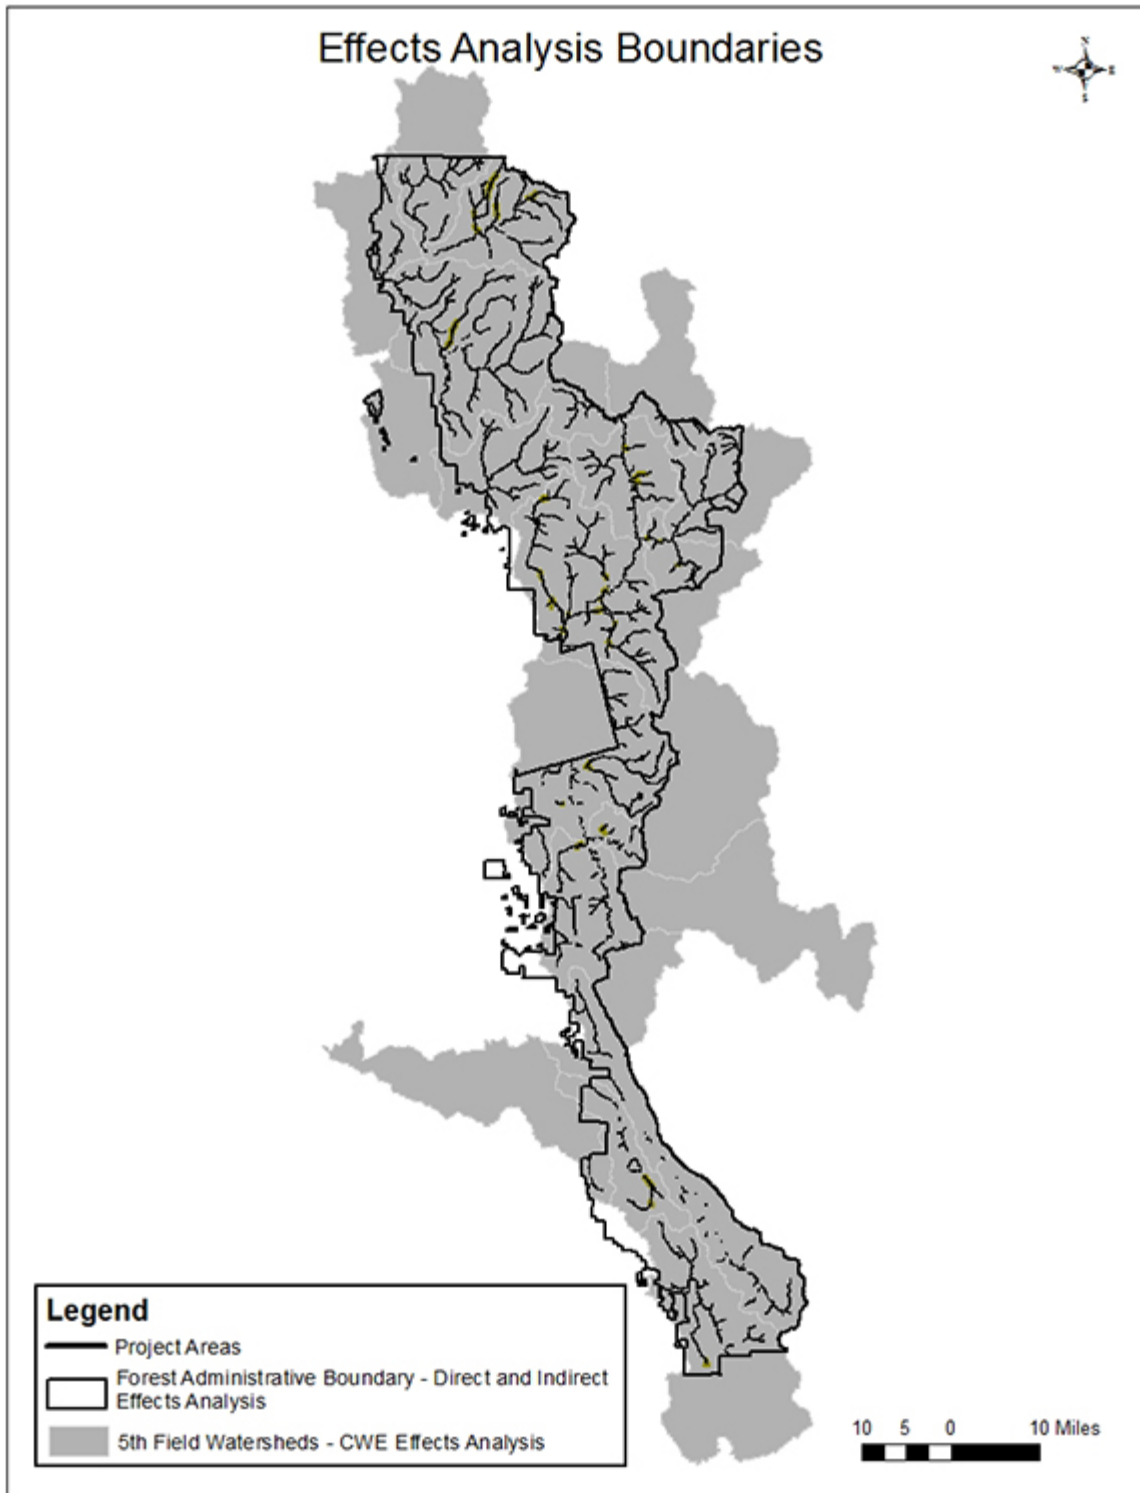 Effects Analysis Boundaries
N
W E
S
Legend
Project Areas
Forest Administrative Boundary - Direct and Indirect
Effects Analysis
5th Field Watersheds - CWE Effects Analysis
10 5 0 10 Miles